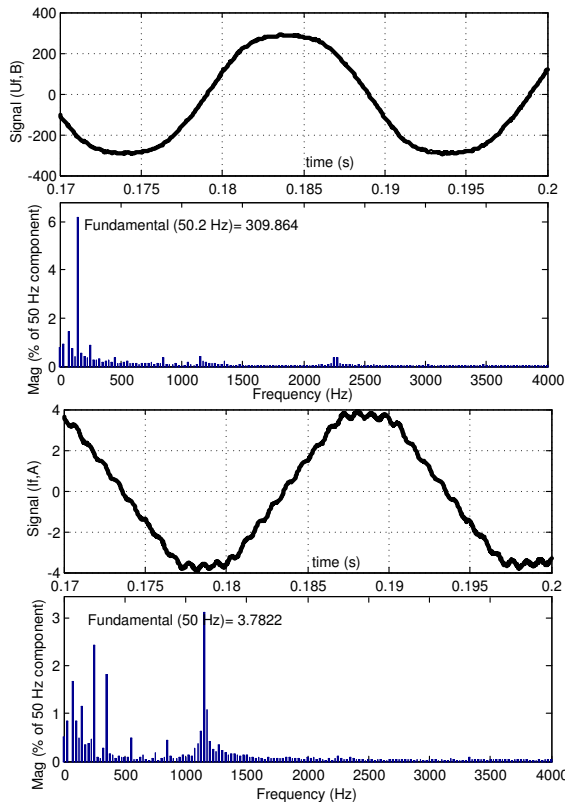 400
200
0
-200
-400
Signal (Uf,B)
time (s)
0.17 0.175 0.18 0.185 0.19 0.195 0.2
6
4
2
0
Mag (% of 50 Hz component)
Fundamental (50.2 Hz)= 309.864
0 500 1000 1500 2000 2500 3000 3500 4000
Frequency (Hz)
4
2
0
-2
-4
Signal (If,A)
time (s)
0.17 0.175 0.18 0.185 0.19 0.195 0.2
3
2
1
0
Mag (% of 50 Hz component)
Fundamental (50 Hz)= 3.7822
0 500 1000 1500 2000 2500 3000 3500 4000
Frequency (Hz)